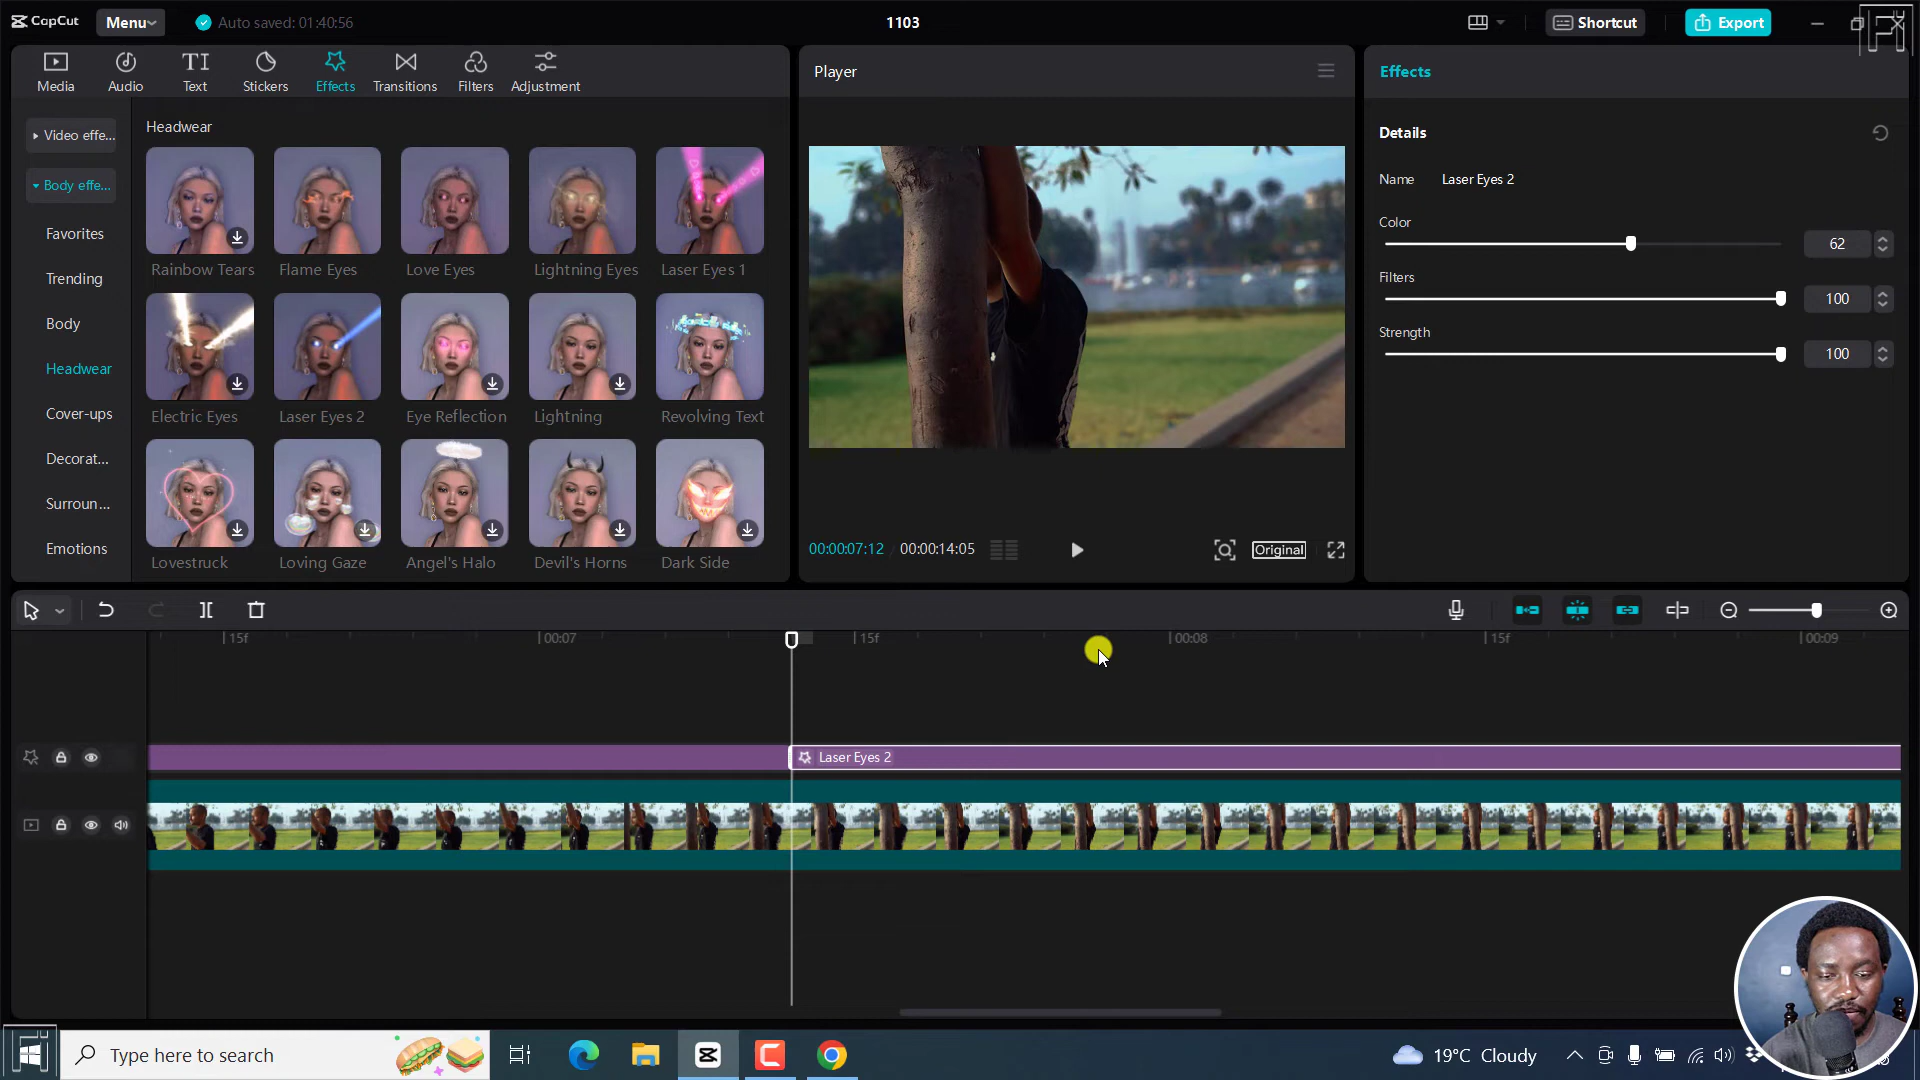 CapCut
Menu
Auto saved: 01:40:56
1103
Shortcut
Export
Media
Audio
TI
Text
Stickers
Effects
Transitions
Filters
Adjustment
Player
Effects
Video effe...
Body effe...
Favorites
Trending
Body
Headwear
Cover-ups
Decorat...
Surroun...
Emotions
Headwear
Rainbow Tears
Flame Eyes
Love Eyes
Lightning Eyes
Laser Eyes 1
Electric Eyes
Laser Eyes 2
Eye Reflection
Lightning
Revolving Text
Lovestruck
Loving Gaze
Angel's Halo
Devil's Horns
Dark Side
00:00:07:12
00:00:14:05
Original
Details
Name Laser Eyes 2
Color
62
Filters
100
Strength
100
15f
00:07
15f
00:08
15f
00:09
Laser Eyes 2
Type here to search
19°C Cloudy